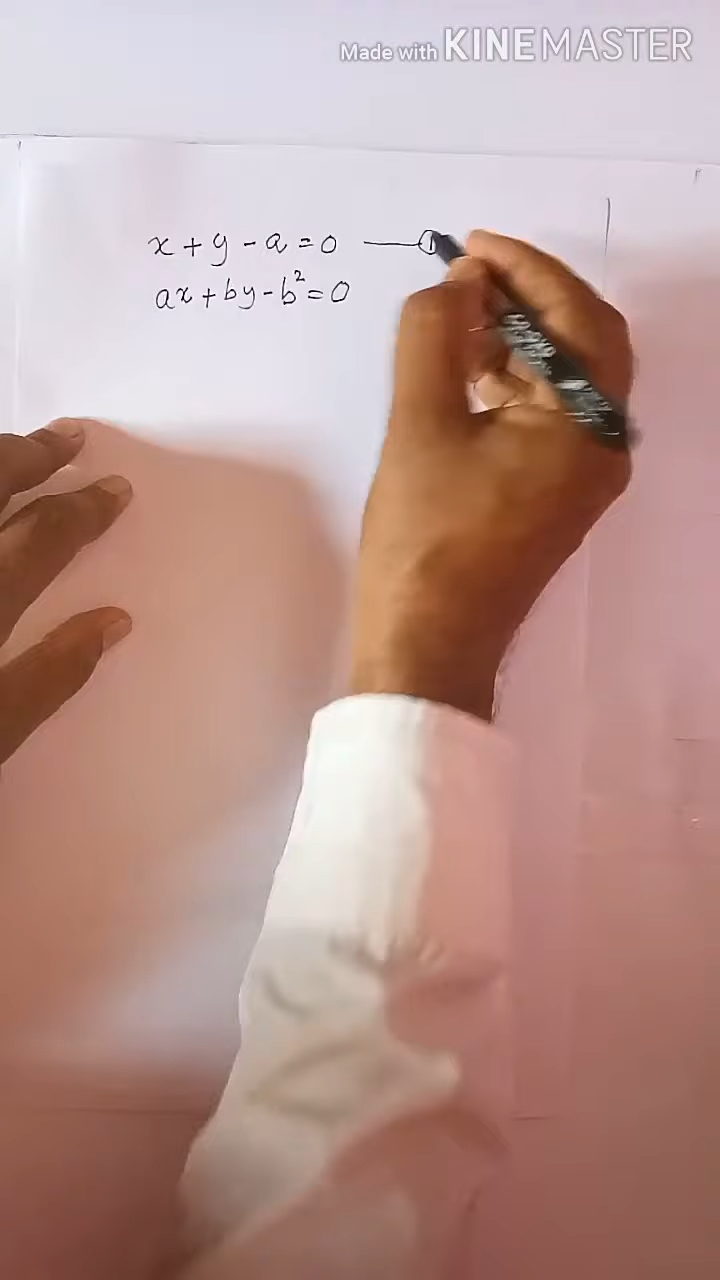 Made with KINEMASTER
x + y - a = 0 —— ①
ax + by - b² = 0